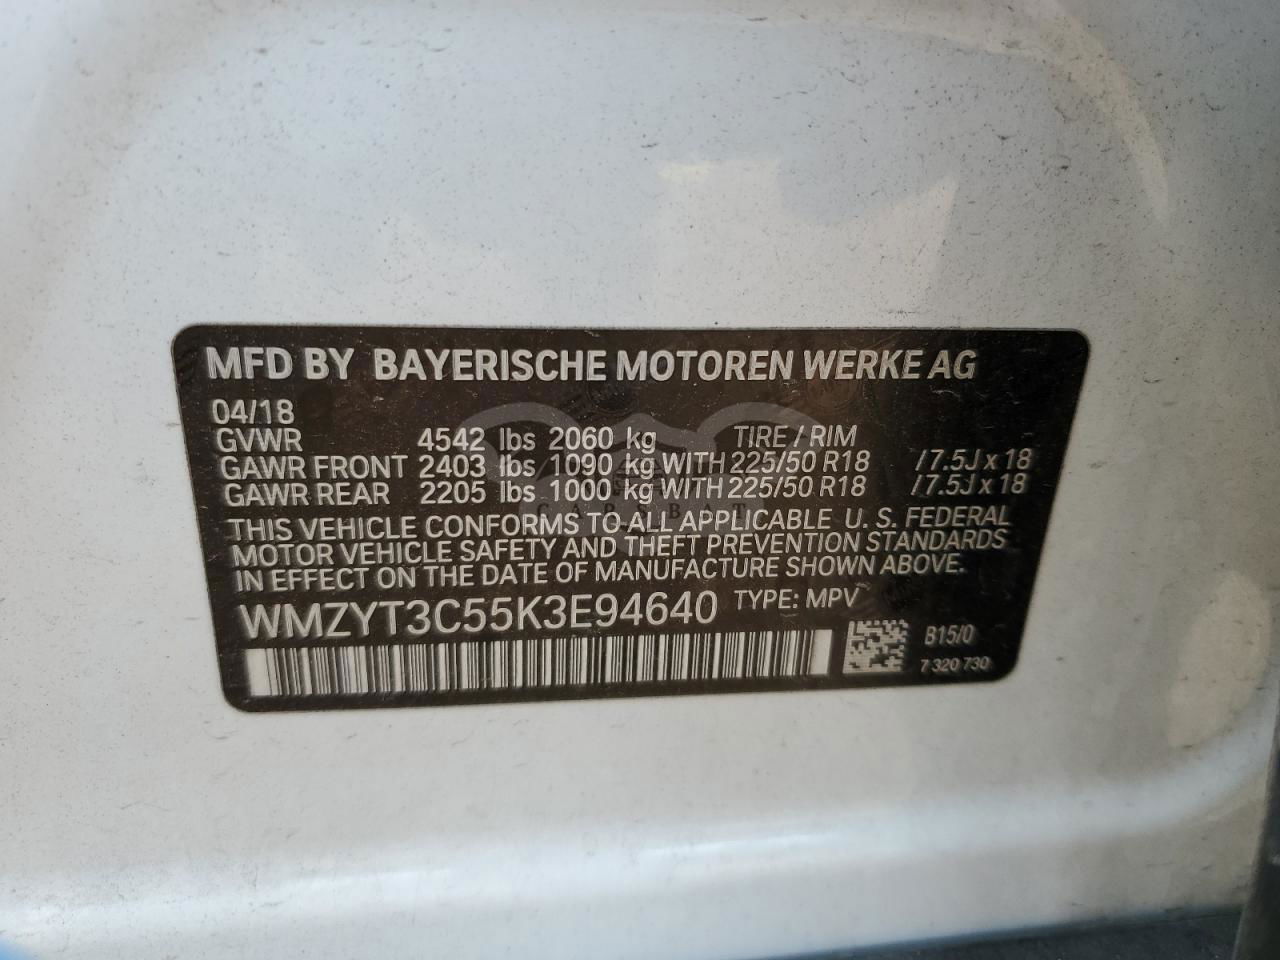 MFD BY BAYERISCHE MOTOREN WERKE AG
04/18
GVWR 4542 lbs 2060 kg TIRE / RIM
GAWR FRONT 2403 lbs 1090 kg WITH 225/50 R18 / 7.5J x 18
GAWR REAR 2205 lbs 1000 kg WITH 225/50 R18 / 7.5J x 18
THIS VEHICLE CONFORMS TO ALL APPLICABLE U. S. FEDERAL
MOTOR VEHICLE SAFETY AND THEFT PREVENTION STANDARDS
IN EFFECT ON THE DATE OF MANUFACTURE SHOWN ABOVE.
WMZYT3C55K3E94640 TYPE: MPV
B15/0
7 320 730
CARSBAT